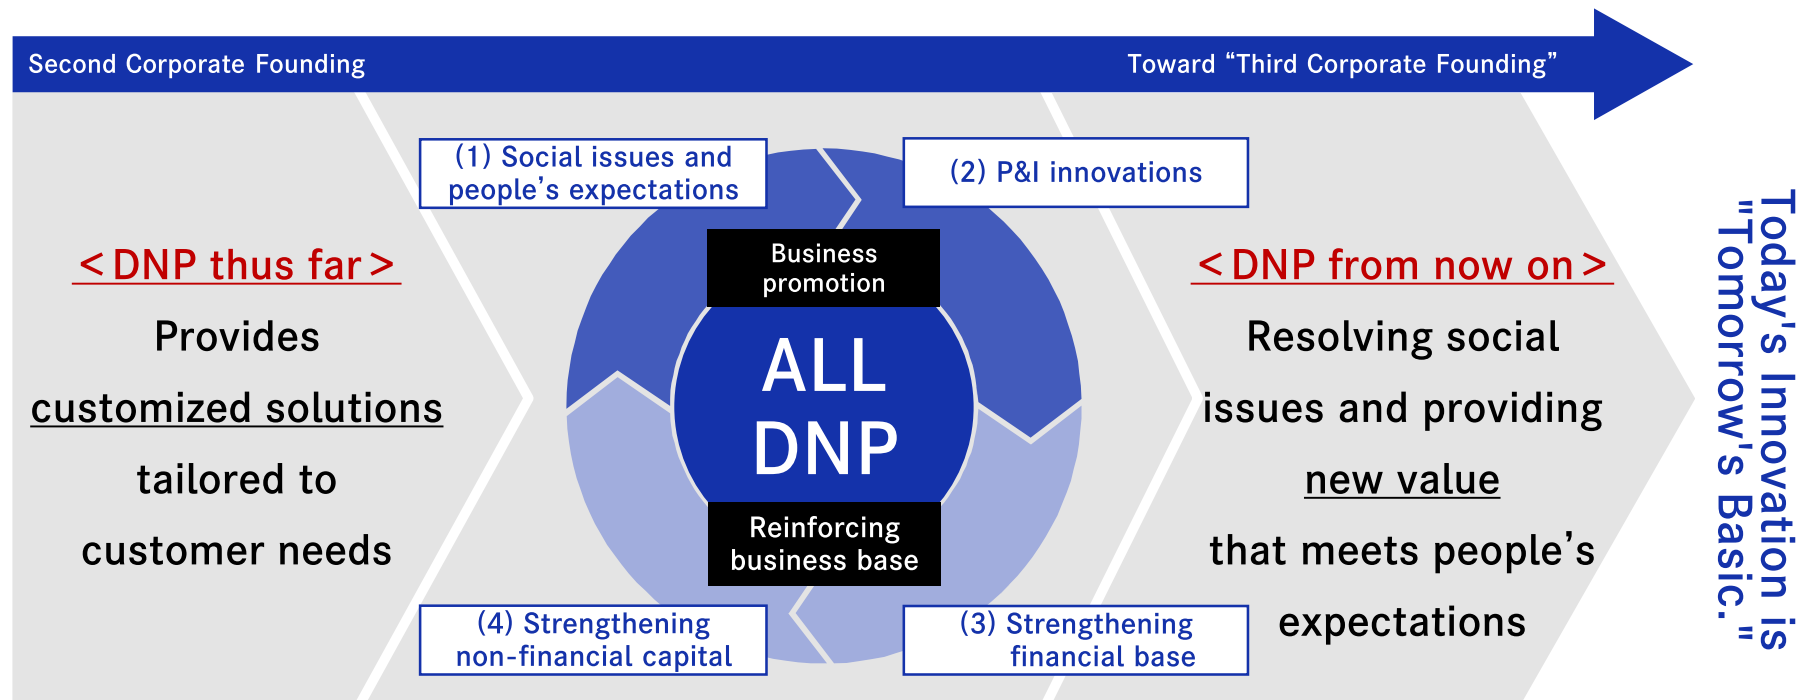 Second Corporate Founding
Toward “Third Corporate Founding”
<DNP thus far>
Provides
customized solutions
tailored to
customer needs
(1) Social issues and
people’s expectations
(2) P&I innovations
Business
promotion
ALL
DNP
Reinforcing
business base
(4) Strengthening
non-financial capital
(3) Strengthening
financial base
<DNP from now on>
Resolving social
issues and providing
new value
that meets people’s
expectations
Today's Innovation is
"Tomorrow's Basic."